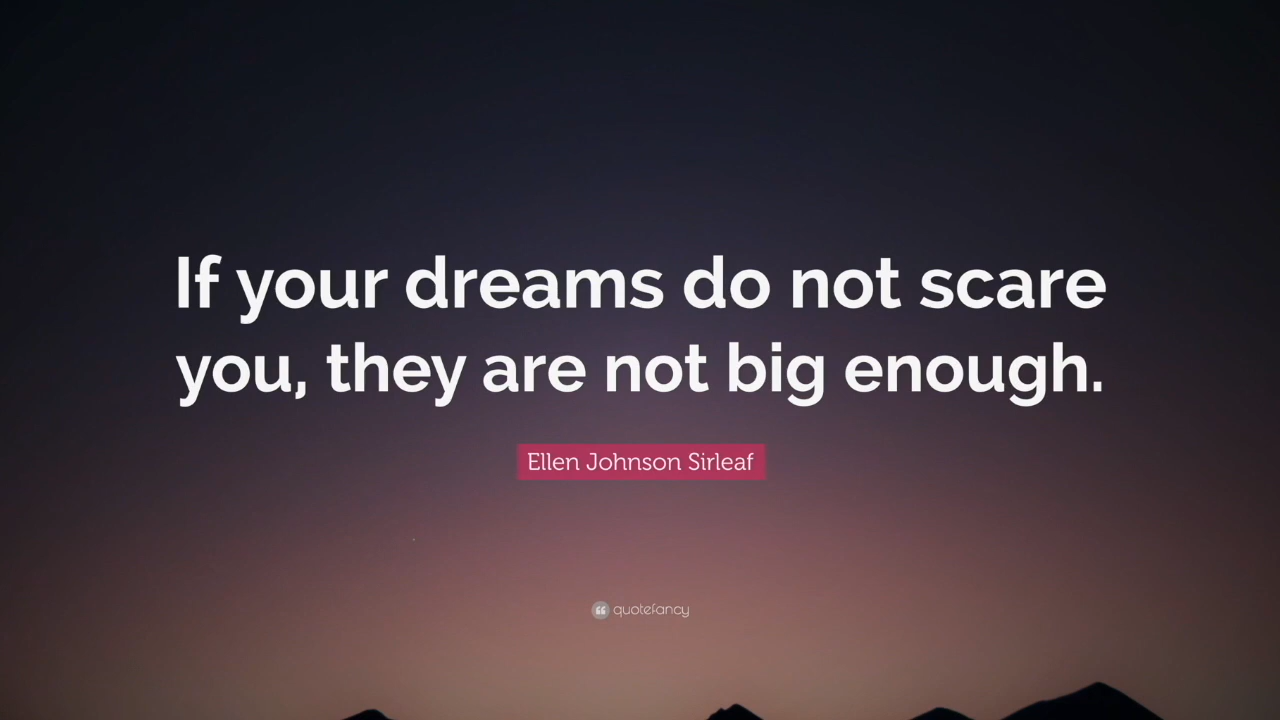 If your dreams do not scare
you, they are not big enough.
Ellen Johnson Sirleaf
quotefancy